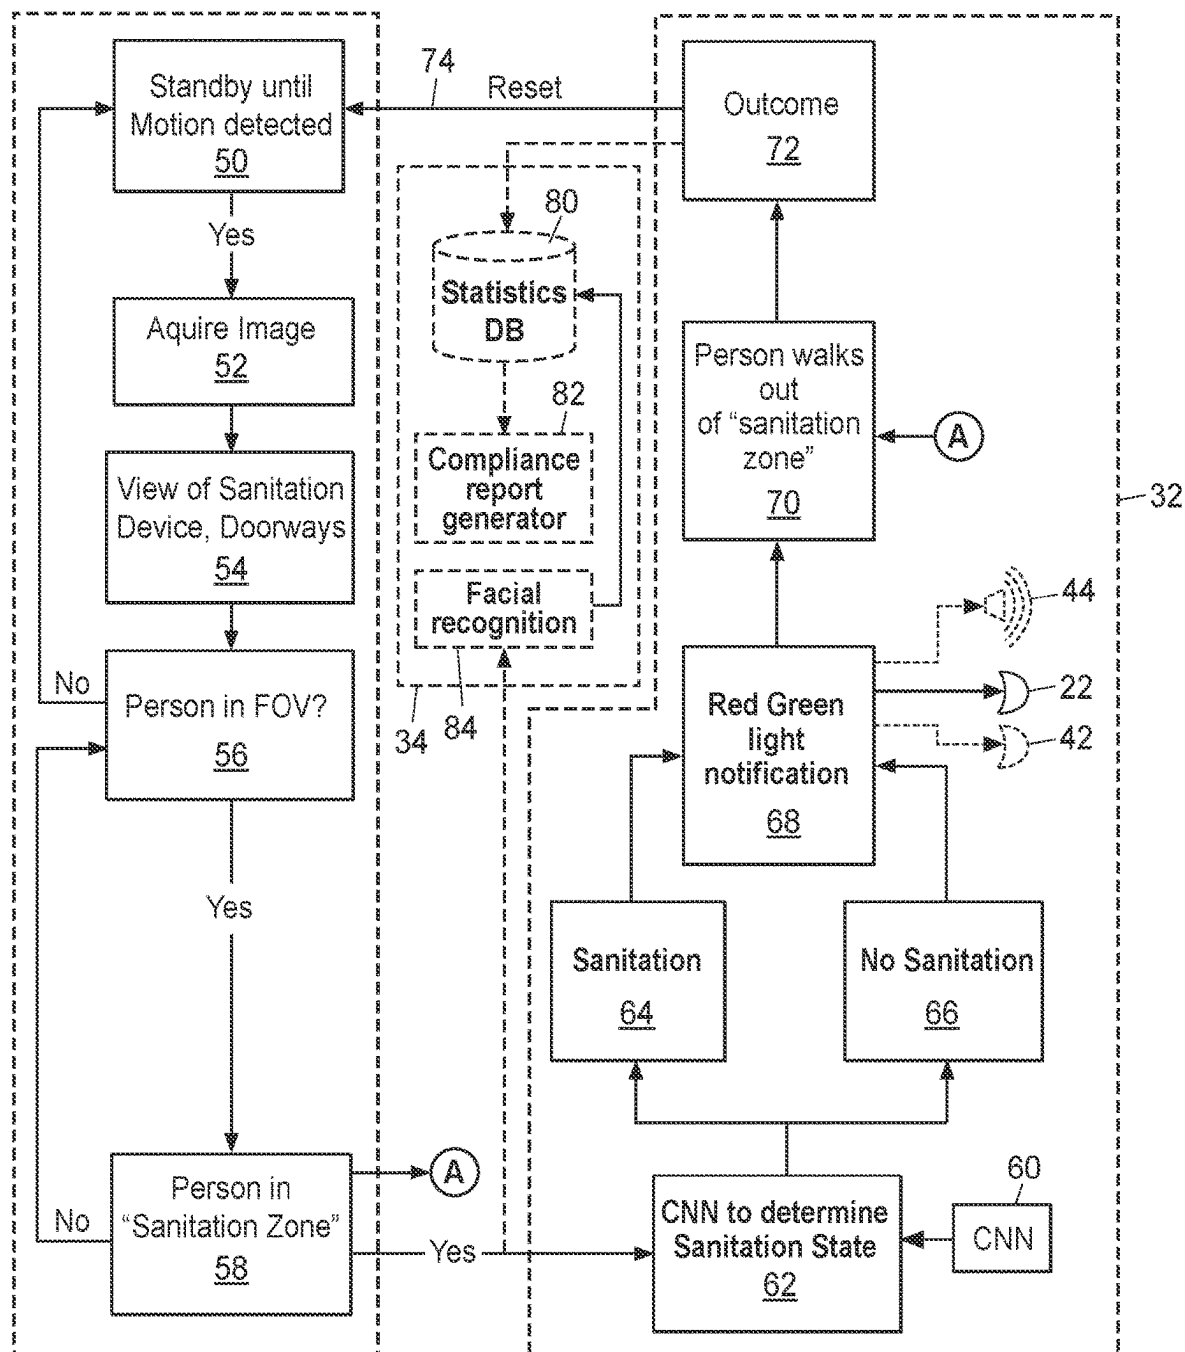 Standby until
Motion detected
50
Yes
Aquire Image
52
View of Sanitation
Device, Doorways
54
No
Person in FOV?
56
Yes
No
Person in
"Sanitation Zone"
58
A
Yes
74
Reset
80
Statistics
DB
82
Compliance
report
generator
Facial
recognition
34
84
Outcome
72
Person walks
out
of "sanitation
zone"
70
A
32
44
22
42
Red Green
light
notification
68
Sanitation
64
No Sanitation
66
CNN to determine
Sanitation State
62
60
CNN